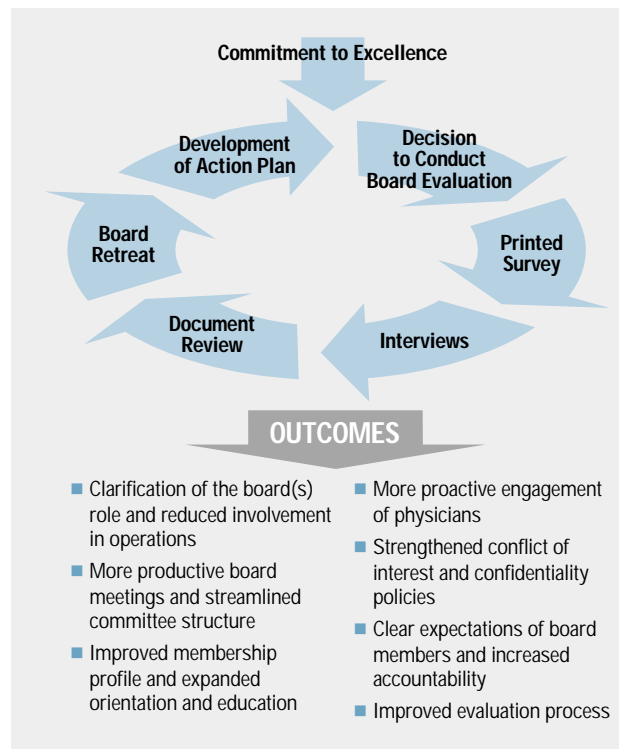 Commitment to Excellence
Decision
to Conduct
Board Evaluation
Printed
Survey
Interviews
Document
Review
Board
Retreat
Development
of Action Plan
OUTCOMES
Clarification of the board(s)
role and reduced involvement
in operations
More productive board
meetings and streamlined
committee structure
Improved membership
profile and expanded
orientation and education
More proactive engagement
of physicians
Strengthened conflict of
interest and confidentiality
policies
Clear expectations of board
members and increased
accountability
Improved evaluation process